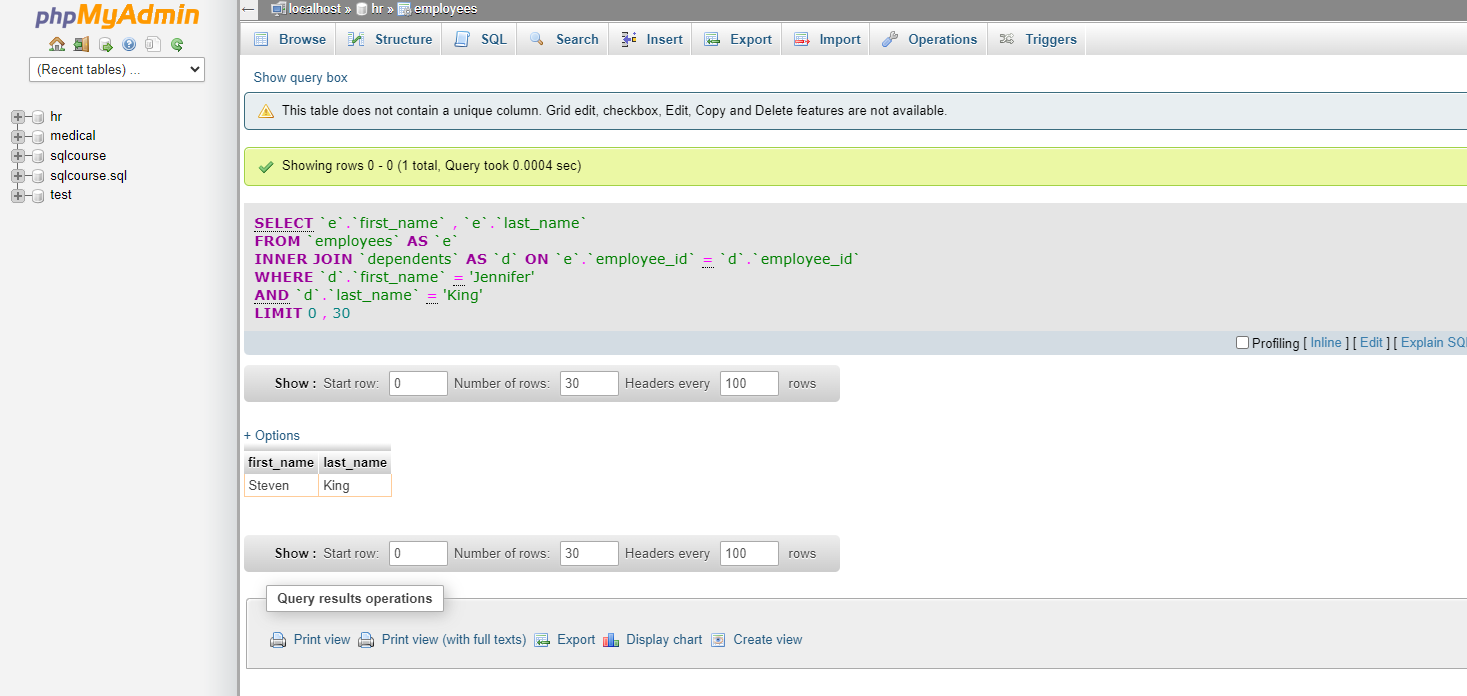 phpMyAdmin
(Recent tables) ...
hr
medical
sqlcourse
sqlcourse.sql
test
← localhost » hr » employees
Browse Structure SQL Search Insert Export Import Operations Triggers
Show query box
This table does not contain a unique column. Grid edit, checkbox, Edit, Copy and Delete features are not available.
Showing rows 0 - 0 (1 total, Query took 0.0004 sec)
SELECT `e`.`first_name` , `e`.`last_name`
FROM `employees` AS `e`
INNER JOIN `dependents` AS `d` ON `e`.`employee_id` = `d`.`employee_id`
WHERE `d`.`first_name` = 'Jennifer'
AND `d`.`last_name` = 'King'
LIMIT 0 , 30
Profiling [ Inline ] [ Edit ] [ Explain SQ
Show : Start row: 0 Number of rows: 30 Headers every 100 rows
+ Options
first_name last_name
Steven King
Show : Start row: 0 Number of rows: 30 Headers every 100 rows
Query results operations
Print view Print view (with full texts) Export Display chart Create view